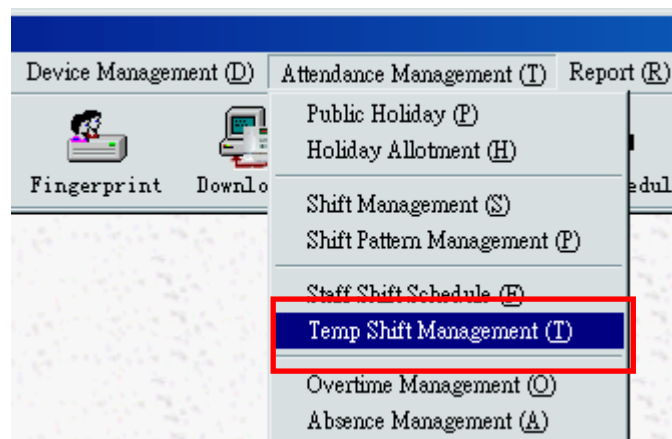 Device Management (D) Attendance Management (T) Report (R)
Public Holiday (P)
Holiday Allotment (H)
Fingerprint
Shift Management (S)
Shift Pattern Management (P)
Staff Shift Schedule (F)
Temp Shift Management (T)
Overtime Management (O)
Absence Management (A)